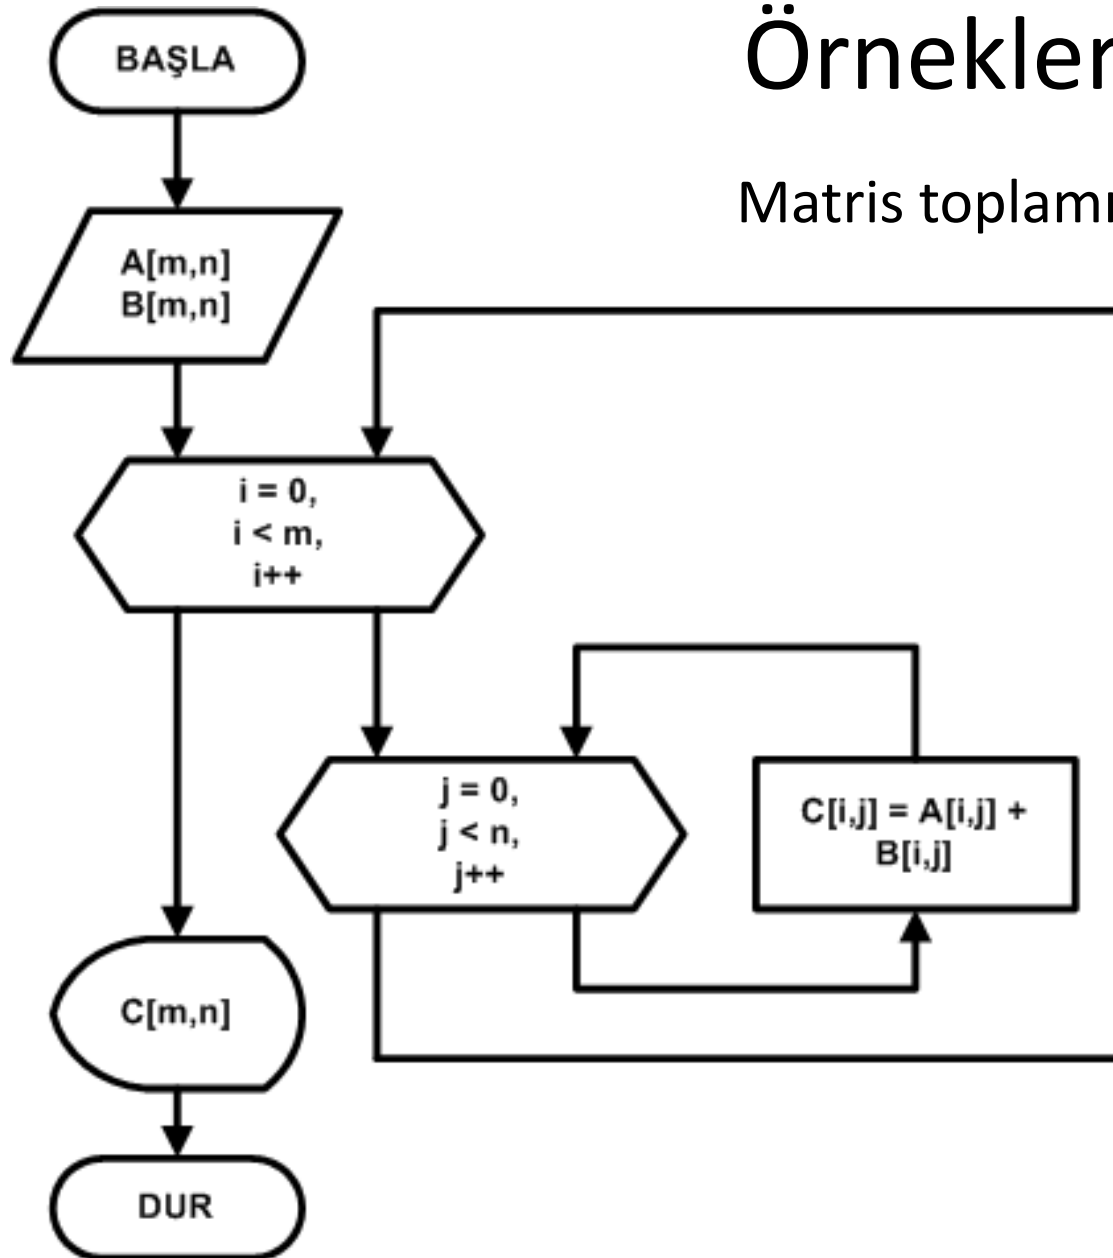 Örnekler
Matris toplamı
BAŞLA
A[m,n]
B[m,n]
i = 0,
i < m,
i++
j = 0,
j < n,
j++
C[i,j] = A[i,j] +
B[i,j]
C[m,n]
DUR